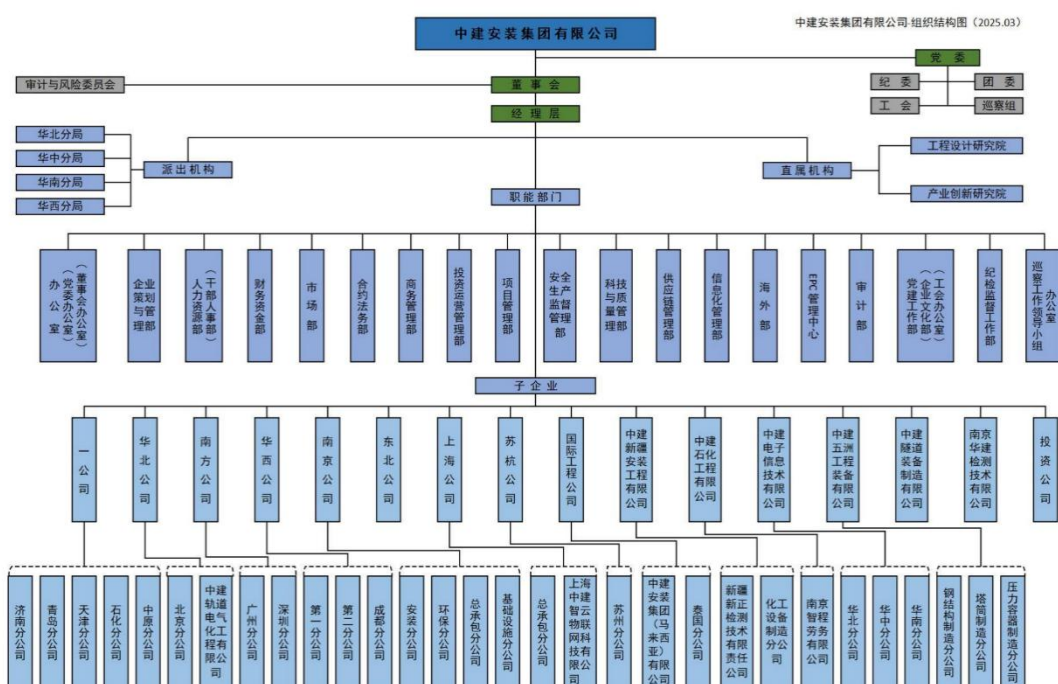 中建安装集团有限公司-组织结构图（2025.03）
中建安装集团有限公司
党委
纪委
团委
工会
巡察组
审计与风险委员会
董事会
经理层
华北分局
华中分局
华南分局
华西分局
派出机构
直属机构
工程设计研究院
产业创新研究院
职能部门
办公室
（党委办公室）
（董事会办公室）
企业策划与管理部
人力资源部
（干部人事部）
财务资金部
市场部
合约法务部
商务管理部
投资运营管理部
项目管理部
安全生产监督管理部
科技与质量管理部
供应链管理部
信息化管理部
海外部
EPC管理中心
审计部
党建工作部
（企业文化部）
（工会办公室）
纪检监督工作部
巡察工作领导小组
办公室
子企业
一公司
华北公司
南方公司
华西公司
南京公司
东北公司
上海公司
苏杭公司
国际工程公司
中建新疆安装工程有限公司
中建石化工程有限公司
中建电子信息技术有限公司
中建五洲工程装备有限公司
中建隧道装备制造有限公司
南京华建检测技术有限公司
投资公司
济南分公司
青岛分公司
天津分公司
石化分公司
中原分公司
北京分公司
中建轨道电气化工程有限公司
广州分公司
深圳分公司
第一分公司
第二分公司
成都分公司
安装分公司
环保分公司
总承包分公司
基础设施分公司
总承包分公司
上海中建智云物联网科技有限公司
苏州分公司
中建安装集团（马来西亚）有限公司
泰国分公司
新疆新正检测技术有限责任公司
化工设备制造分公司
南京智程劳务有限公司
华北分公司
华中分公司
华南分公司
钢结构制造分公司
塔筒制造分公司
压力容器制造分公司